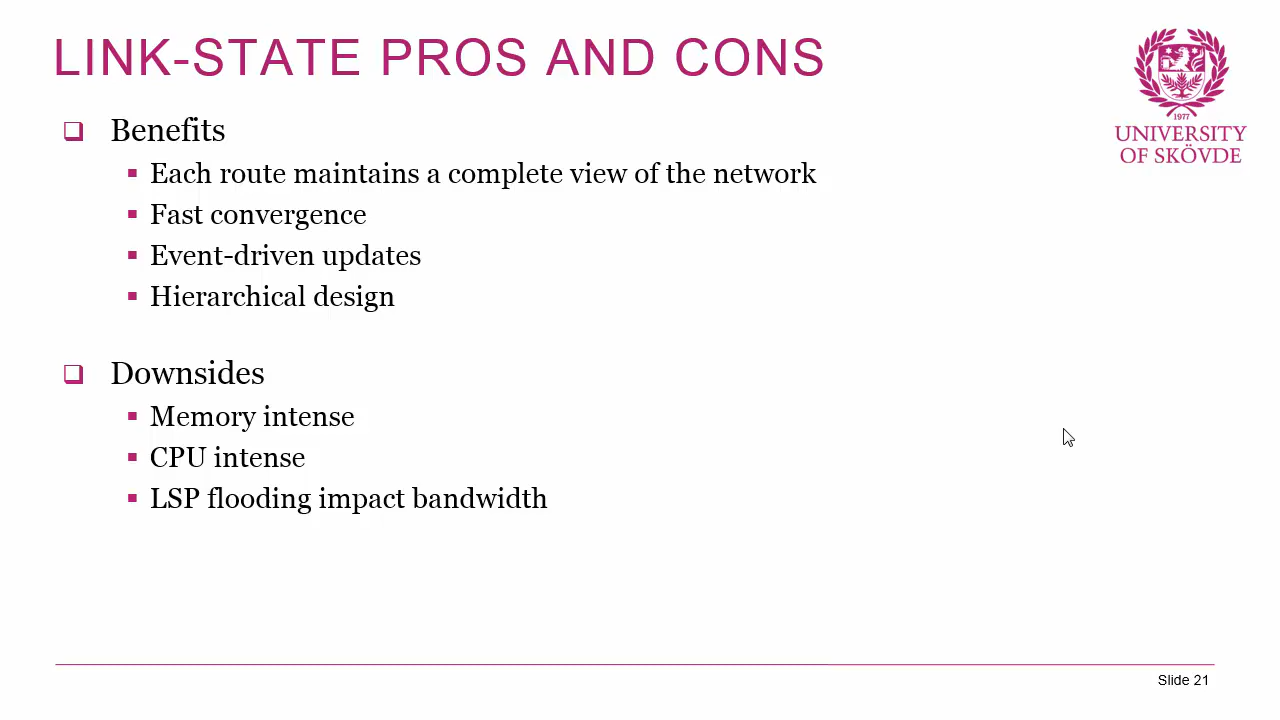 LINK-STATE PROS AND CONS
Benefits
Each route maintains a complete view of the network
Fast convergence
Event-driven updates
Hierarchical design
Downsides
Memory intense
CPU intense
LSP flooding impact bandwidth
1977
UNIVERSITY
OF SKÖVDE
Slide 21